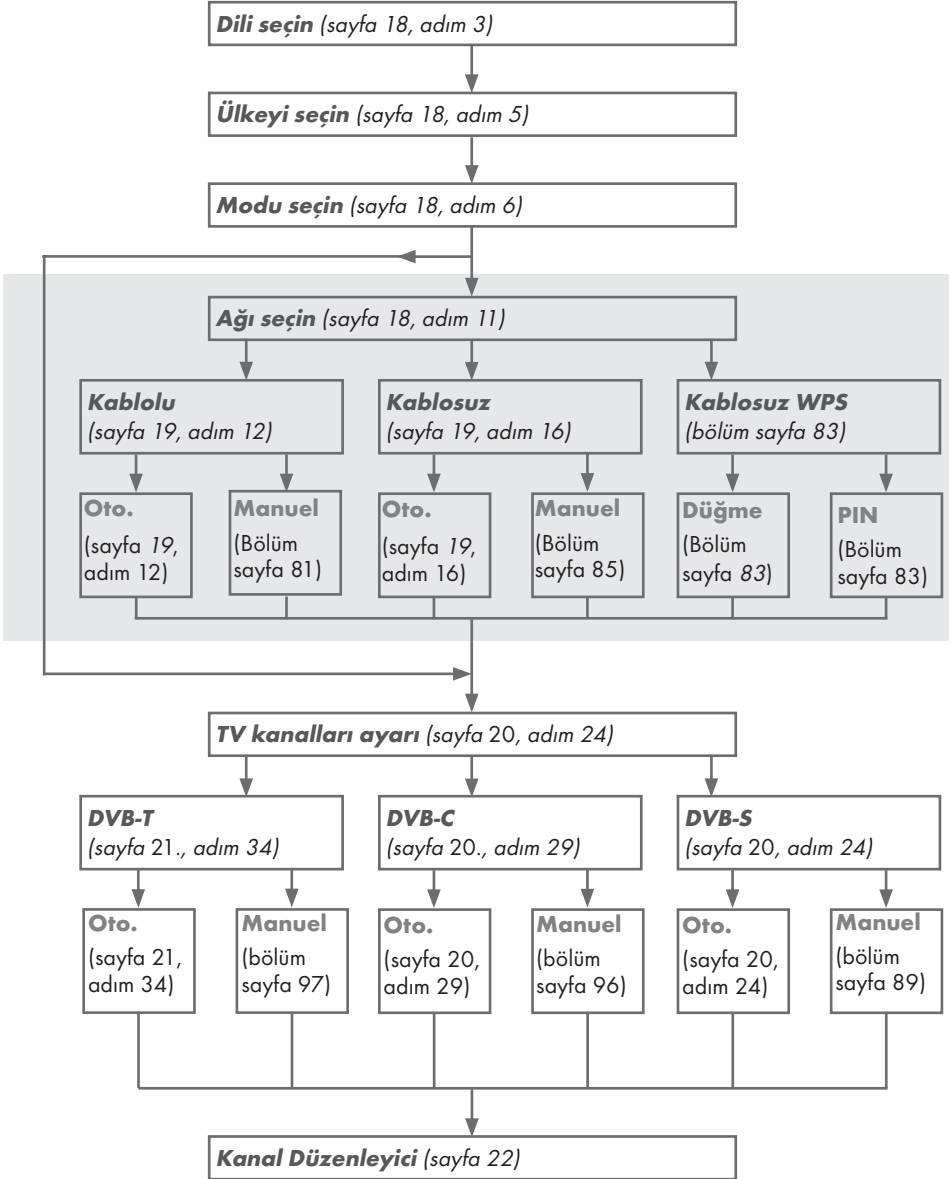 Dili seçin (sayfa 18, adım 3)
Ülkeyi seçin (sayfa 18, adım 5)
Modu seçin (sayfa 18, adım 6)
Ağı seçin (sayfa 18, adım 11)
Kablolu
(sayfa 19, adım 12)
Kablosuz
(sayfa 19, adım 16)
Kablosuz WPS
(bölüm sayfa 83)
Oto.
(sayfa 19,
adım 12)
Manuel
(Bölüm
sayfa 81)
Oto.
(sayfa 19,
adım 16)
Manuel
(Bölüm
sayfa 85)
Düğme
(Bölüm
sayfa 83)
PIN
(Bölüm
sayfa 83)
TV kanalları ayarı (sayfa 20, adım 24)
DVB-T
(sayfa 21., adım 34)
DVB-C
(sayfa 20., adım 29)
DVB-S
(sayfa 20, adım 24)
Oto.
(sayfa 21,
adım 34)
Manuel
(bölüm
sayfa 97)
Oto.
(sayfa 20,
adım 29)
Manuel
(bölüm
sayfa 96)
Oto.
(sayfa 20,
adım 24)
Manuel
(bölüm
sayfa 89)
Kanal Düzenleyici (sayfa 22)